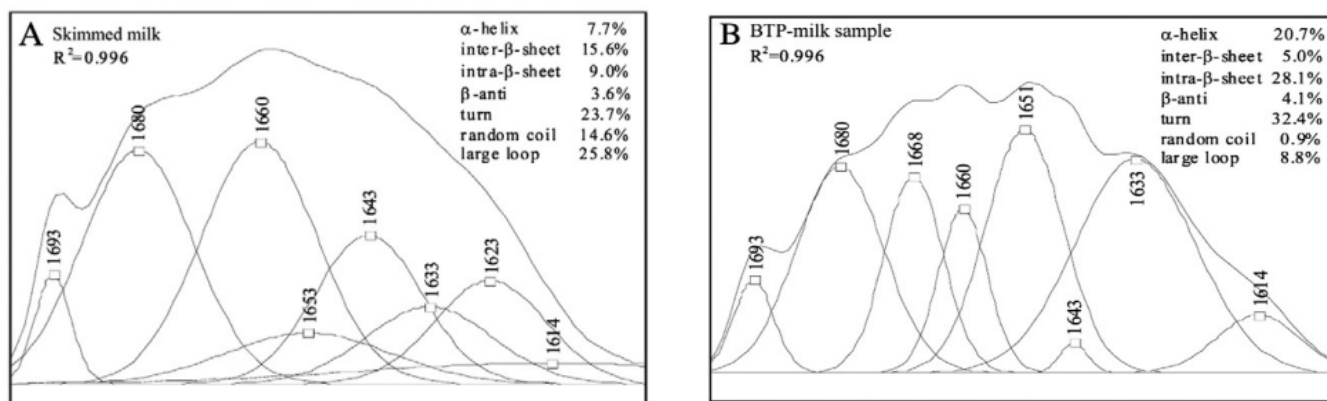 A Skimmed milk
R²=0.996
α-helix 7.7%
inter-β-sheet 15.6%
intra-β-sheet 9.0%
β-anti 3.6%
turn 23.7%
random coil 14.6%
large loop 25.8%
1693
1680
1660
1653
1643
1633
1623
1614
B BTP-milk sample
R²=0.996
α-helix 20.7%
inter-β-sheet 5.0%
intra-β-sheet 28.1%
β-anti 4.1%
turn 32.4%
random coil 0.9%
large loop 8.8%
1693
1680
1668
1660
1651
1643
1633
1614